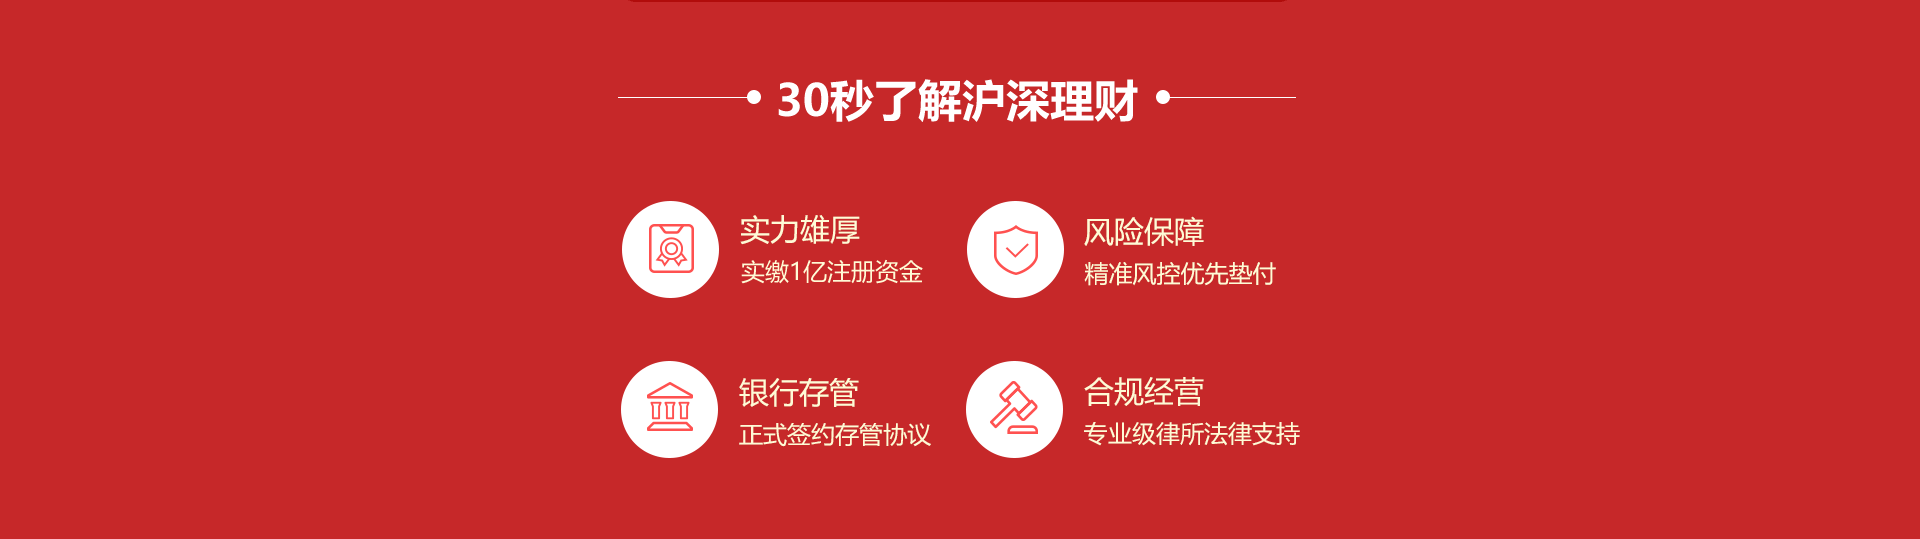 30秒了解沪深理财
实力雄厚
实缴1亿注册资金
风险保障
精准风控优先垫付
银行存管
正式签约存管协议
合规经营
专业级律所法律支持